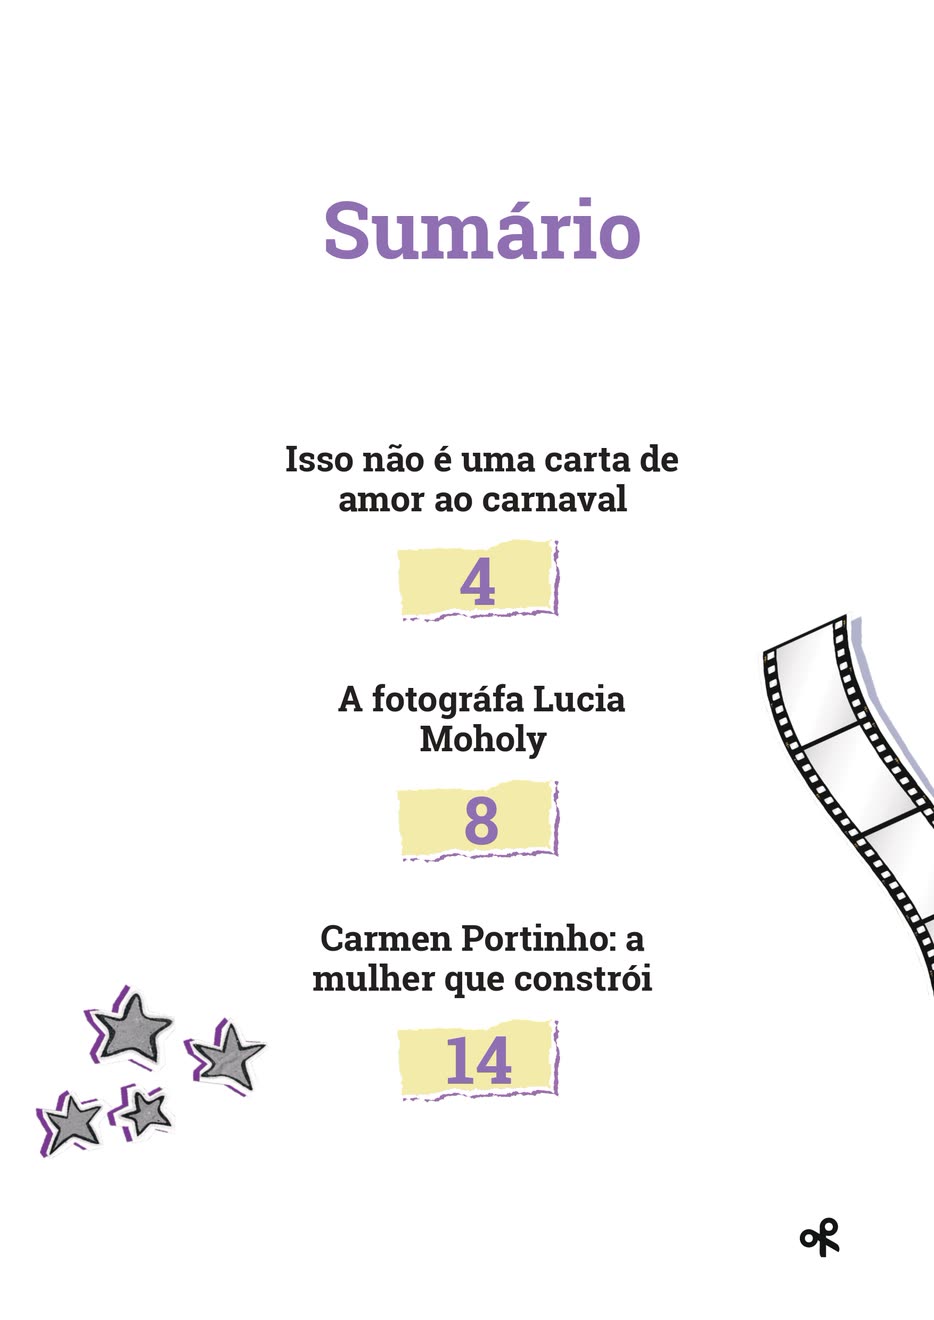 Sumário
Isso não é uma carta de
amor ao carnaval
4
A fotográfa Lucia
Moholy
8
Carmen Portinho: a
mulher que constrói
14